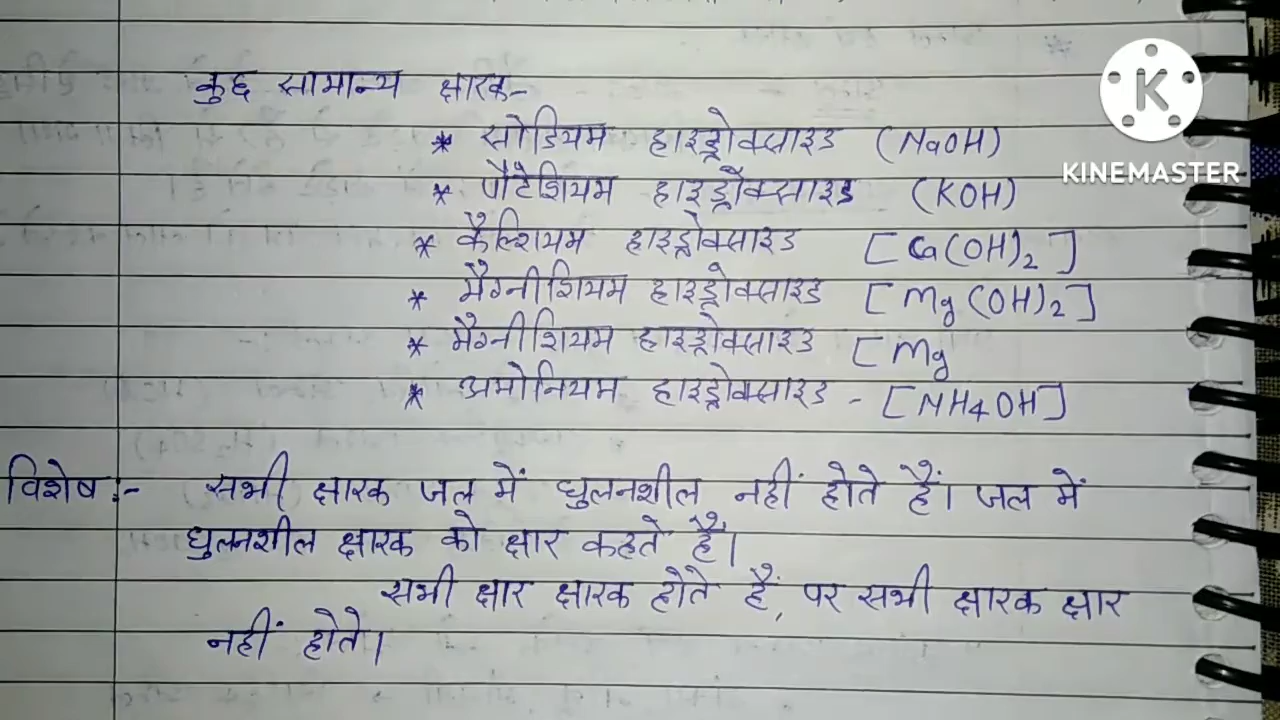 कुछ सामान्य क्षारक-
* सोडियम हाइड्रोक्साइड (NaOH)
* पौटेशियम हाइड्रौक्साइड (KOH)
* कैल्शियम हाइड्रोक्साइड [Ca(OH)₂]
* मैग्नीशियम हाइड्रोक्साइड [Mg(OH)₂]
* मैग्नीशियम हाइड्रोक्साइड [Mg
* अमोनियम हाइड्रोक्साइड - [NH4OH]
विशेष :- सभी क्षारक जल में घुलनशील नहीं होते हैं। जल में
घुलनशील क्षारक को क्षार कहते हैं।
सभी क्षार क्षारक होते हैं, पर सभी क्षारक क्षार
नहीं होते।
K
KINEMASTER